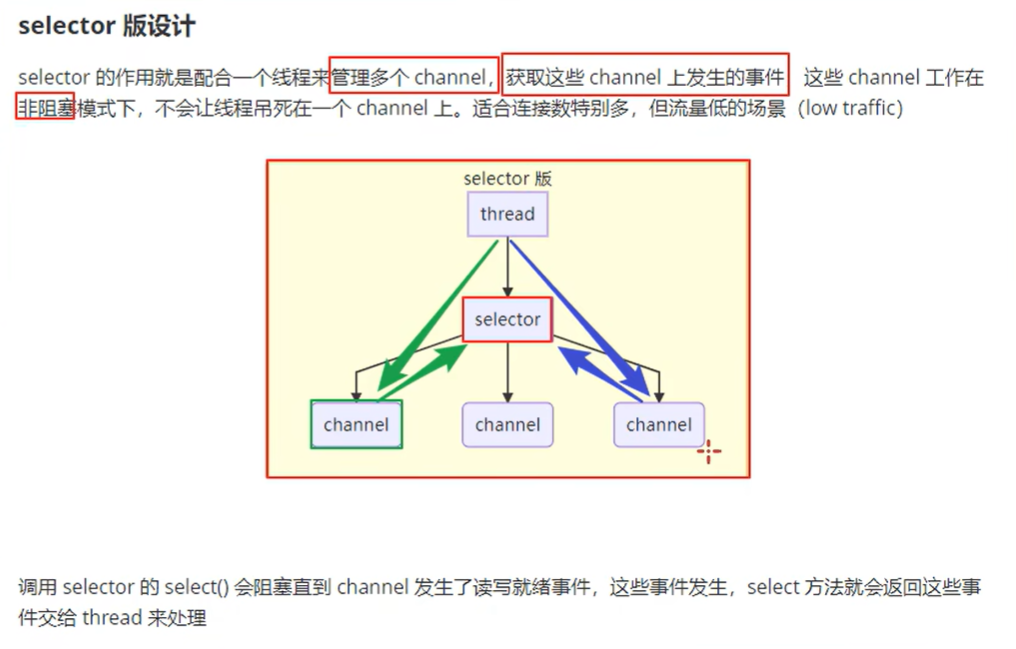 selector 版设计
selector 的作用就是配合一个线程来管理多个 channel，获取这些 channel 上发生的事件 这些 channel 工作在
非阻塞模式下，不会让线程吊死在一个 channel 上。适合连接数特别多，但流量低的场景（low traffic）
selector 版
thread
selector
channel
channel
channel
调用 selector 的 select() 会阻塞直到 channel 发生了读写就绪事件，这些事件发生，select 方法就会返回这些事
件交给 thread 来处理